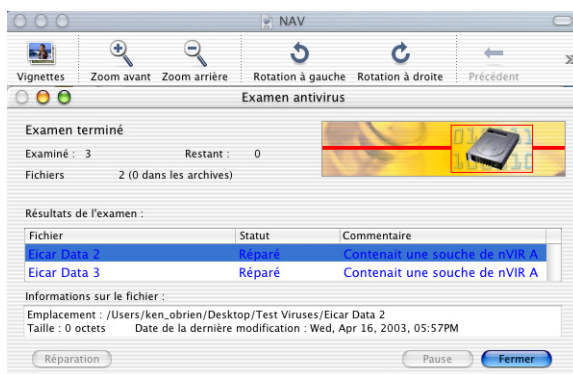 NAV
Vignettes Zoom avant Zoom arrière Rotation à gauche Rotation à droite Précédent
Examen antivirus
Examen terminé
Examiné : 3 Restant : 0
Fichiers 2 (0 dans les archives)
Résultats de l'examen :
Fichier Statut Commentaire
Eicar Data 2 Réparé Contenait une souche de nVIR A
Eicar Data 3 Réparé Contenait une souche de nVIR A
Informations sur le fichier :
Emplacement : /Users/ken_obrien/Desktop/Test Viruses/Eicar Data 2
Taille : 0 octets Date de la dernière modification : Wed, Apr 16, 2003, 05:57PM
Réparation Pause Fermer